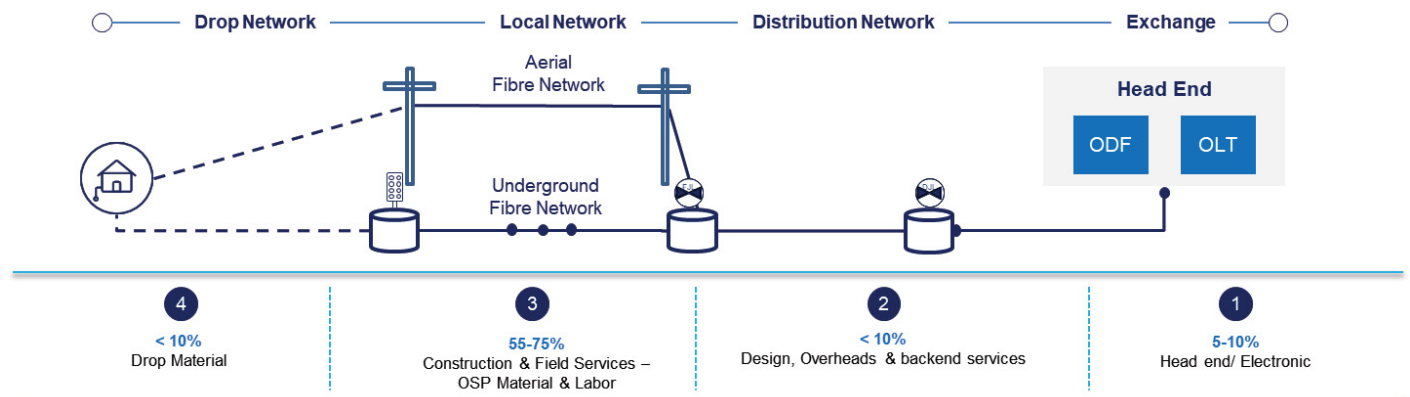 Drop Network
Local Network
Distribution Network
Exchange
Aerial
Fibre Network
Head End
ODF
OLT
Underground
Fibre Network
4
3
2
1
< 10%
55-75%
< 10%
5-10%
Drop Material
Construction & Field Services –
OSP Material & Labor
Design, Overheads & backend services
Head end/ Electronic